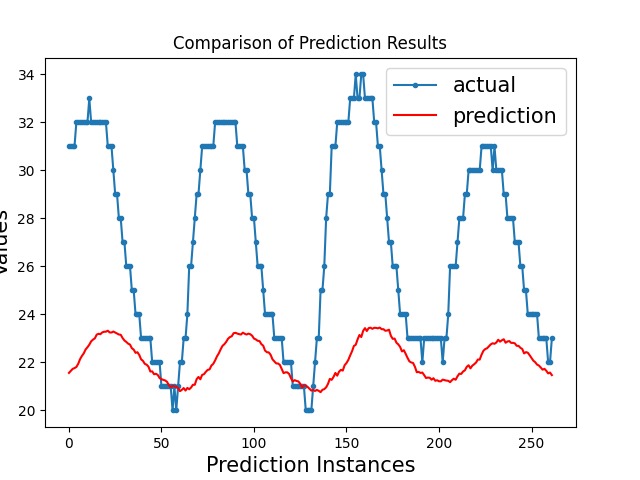 Comparison of Prediction Results
actual
prediction
34
32
30
28
26
24
22
20
Values
0 50 100 150 200 250
Prediction Instances